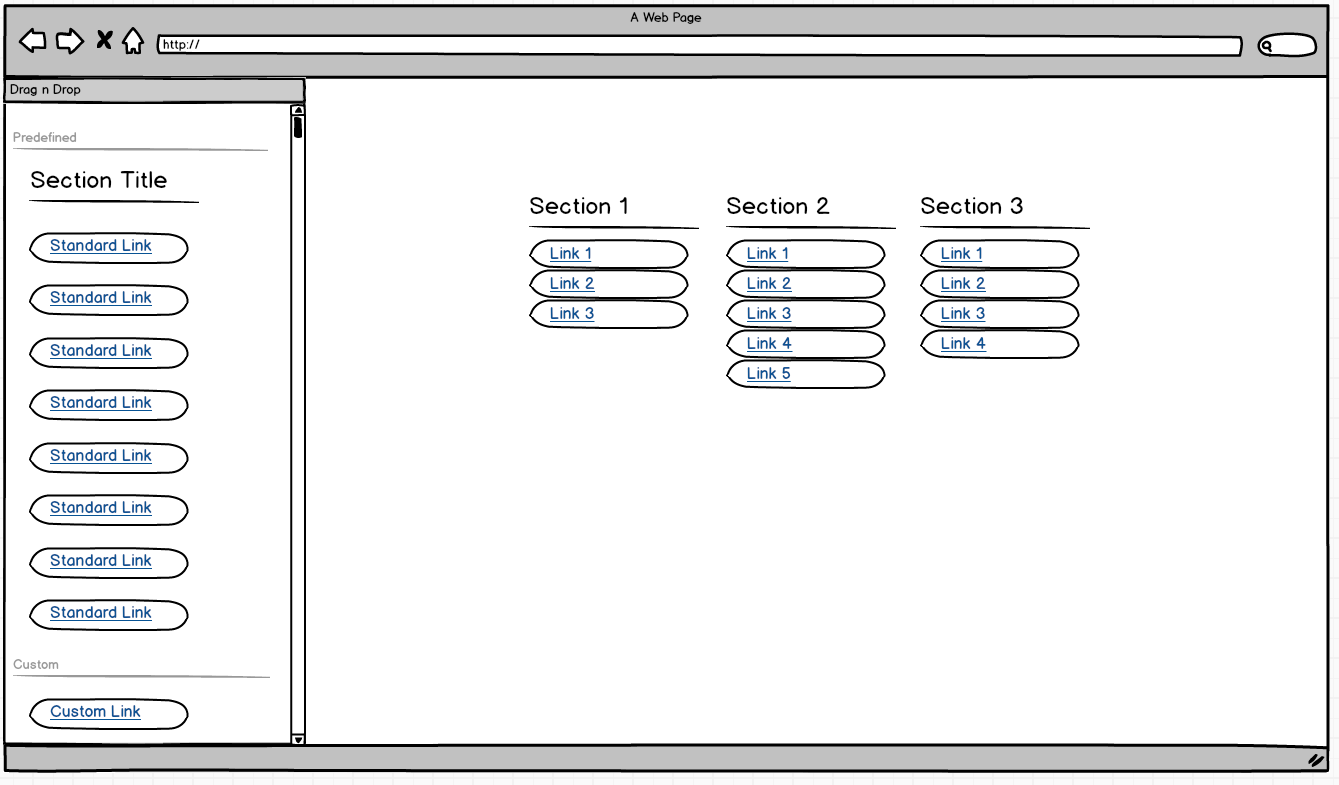 A Web Page
http://
Drag n Drop
Predefined
Section Title
Standard Link
Standard Link
Standard Link
Standard Link
Standard Link
Standard Link
Standard Link
Standard Link
Custom
Custom Link
Section 1
Link 1
Link 2
Link 3
Section 2
Link 1
Link 2
Link 3
Link 4
Link 5
Section 3
Link 1
Link 2
Link 3
Link 4